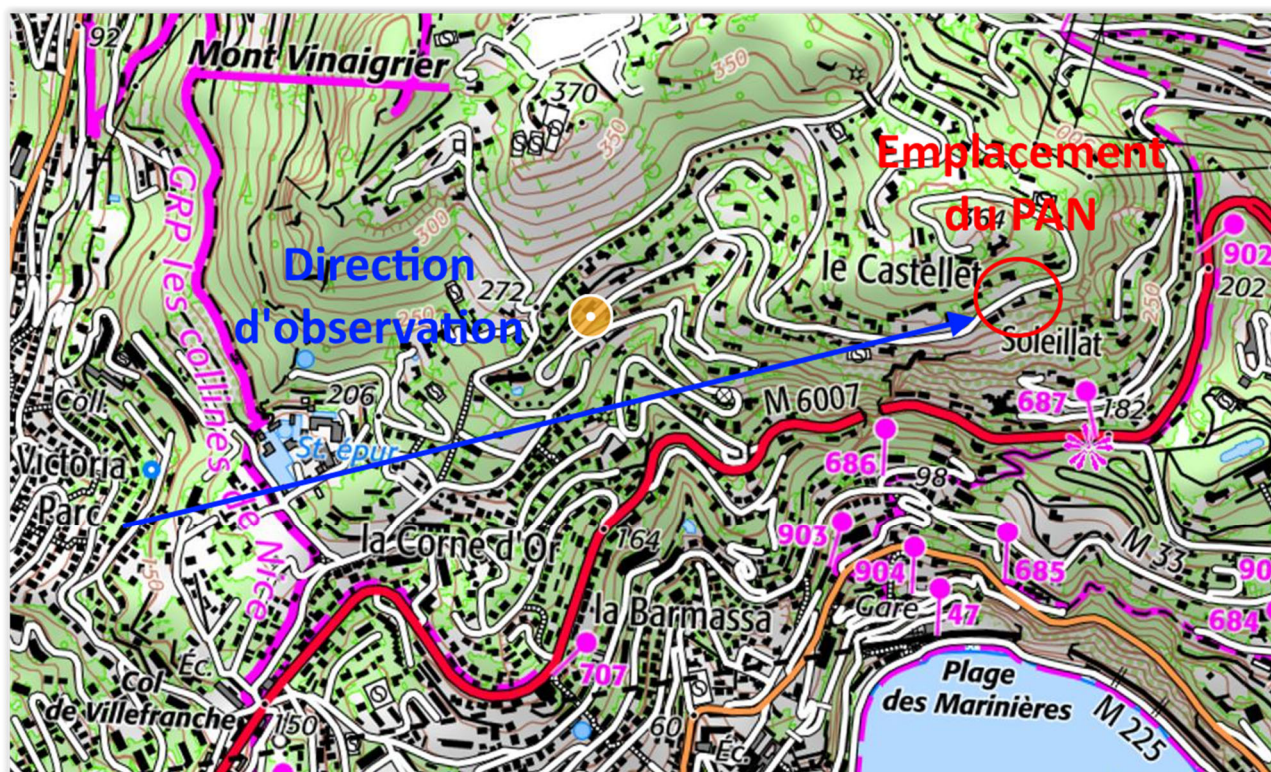 92
Mont Vinaigrier
370
350
350
Emplacement
du PAN
364
GRP les collines de Nice
300
Direction
d'observation
le Castellet
902
202
250
272
Soleillat
Coll.
206
M 6007
687
182
St. épur.
Victoria
Parc
686
98
150
la Corne d'Or
164
903
904
685
M 33
90
la Barmassa
Gare
47
684
Éc.
707
Col
de Villefranche
150
60
Éc.
Plage
des Marinières
M 225